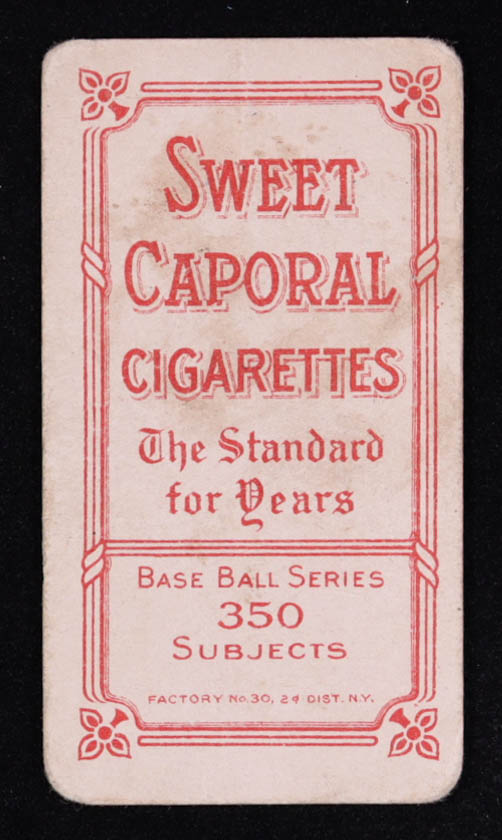 SWEET
CAPORAL
CIGARETTES
The Standard
for Years
BASE BALL SERIES
350
SUBJECTS
FACTORY No. 30, 2d DIST. N.Y.